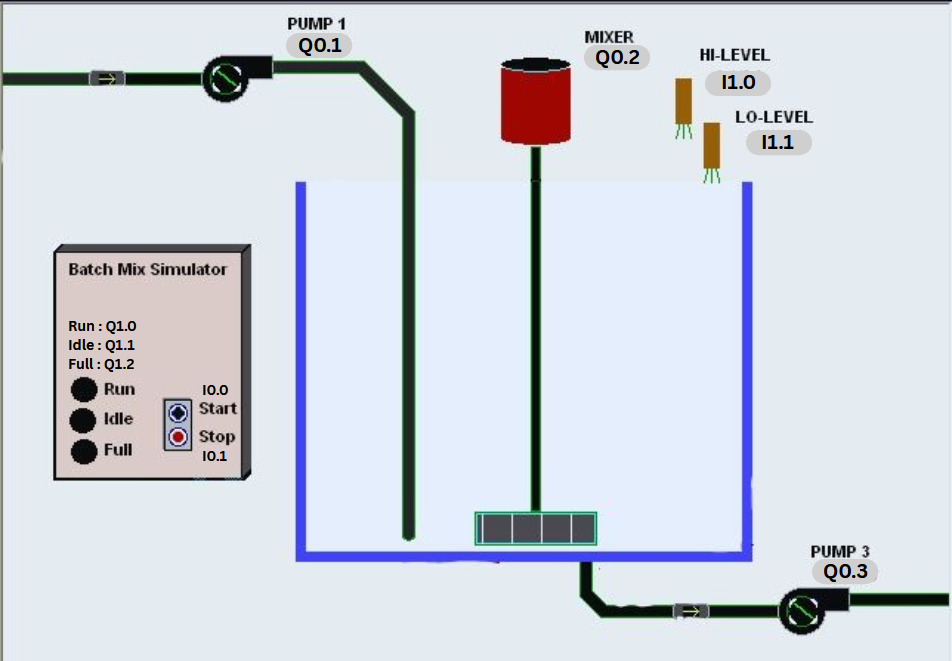 PUMP 1
Q0.1
MIXER
Q0.2
HI-LEVEL
I1.0
LO-LEVEL
I1.1
Batch Mix Simulator
Run : Q1.0
Idle : Q1.1
Full : Q1.2
Run
I0.0
Start
Idle
Stop
Full
I0.1
PUMP 3
Q0.3